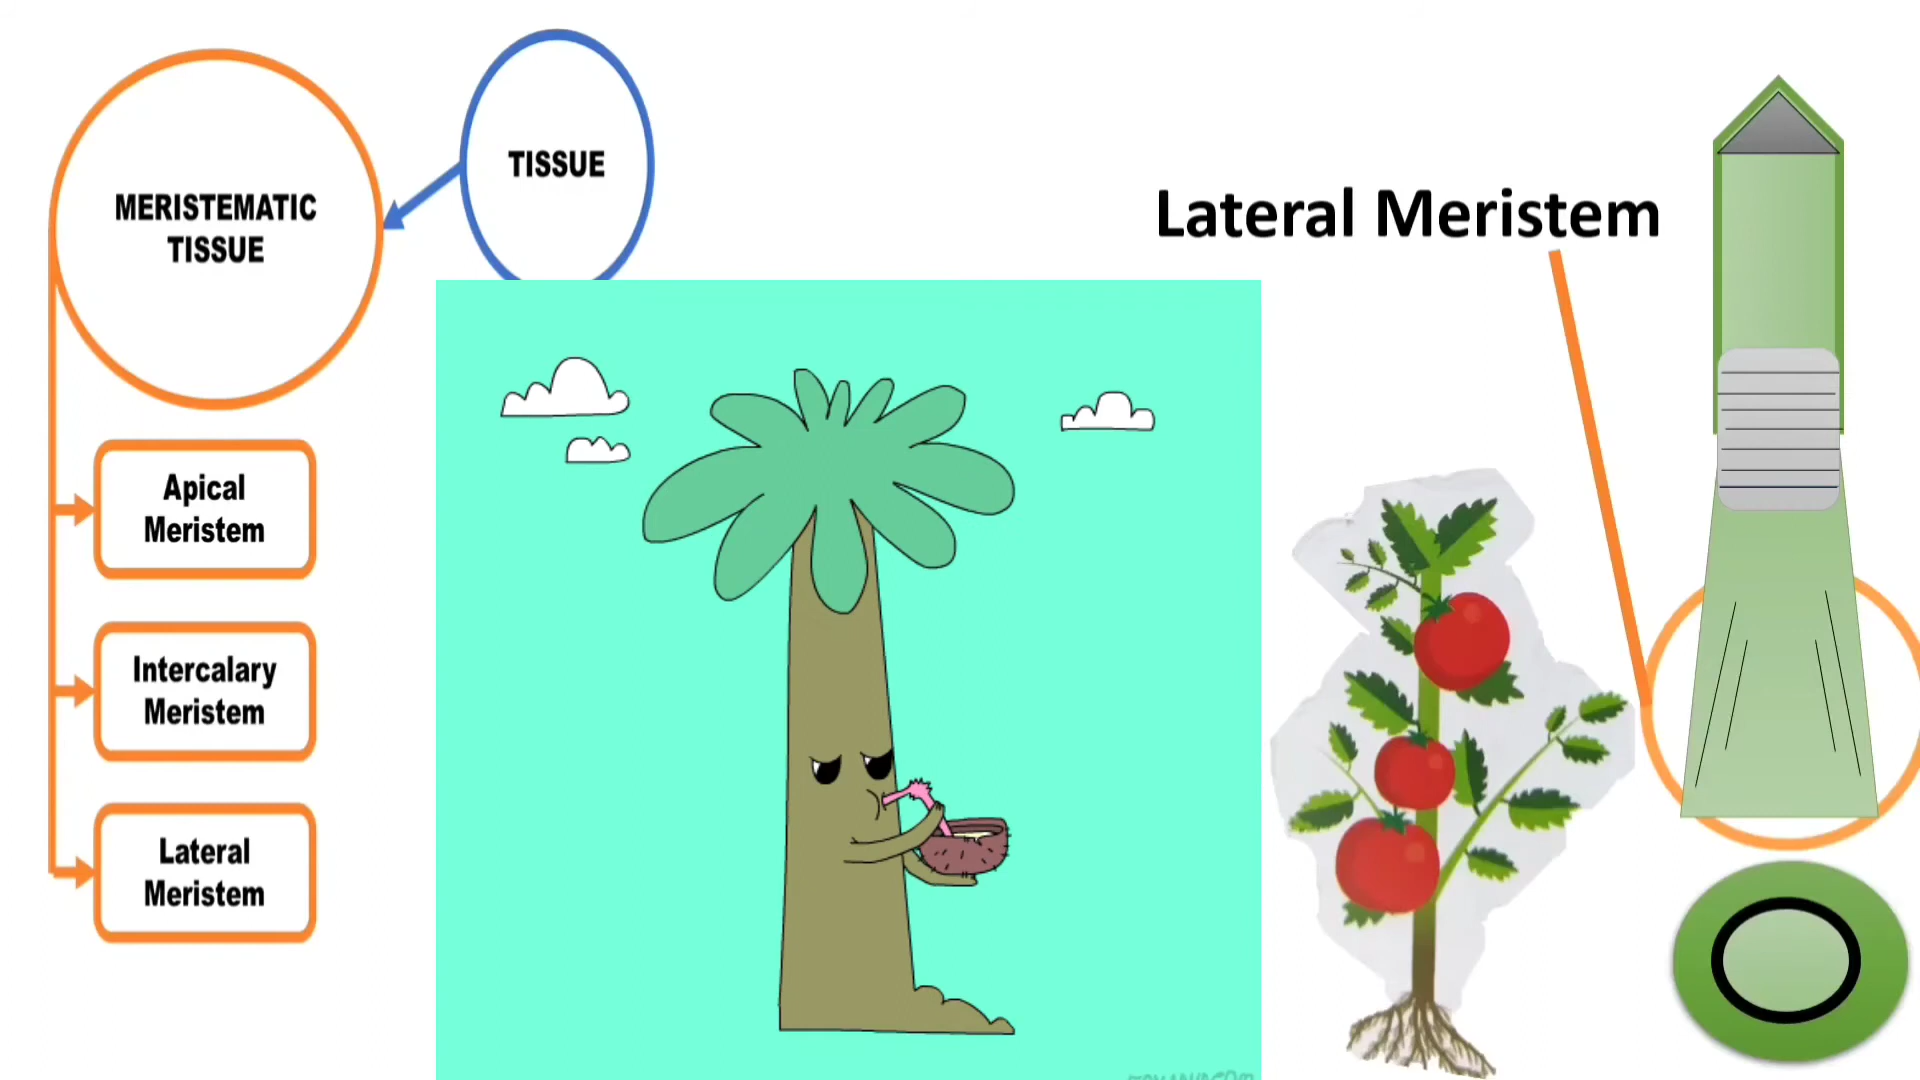 TISSUE
MERISTEMATIC
TISSUE
Lateral Meristem
Apical
Meristem
Intercalary
Meristem
Lateral
Meristem